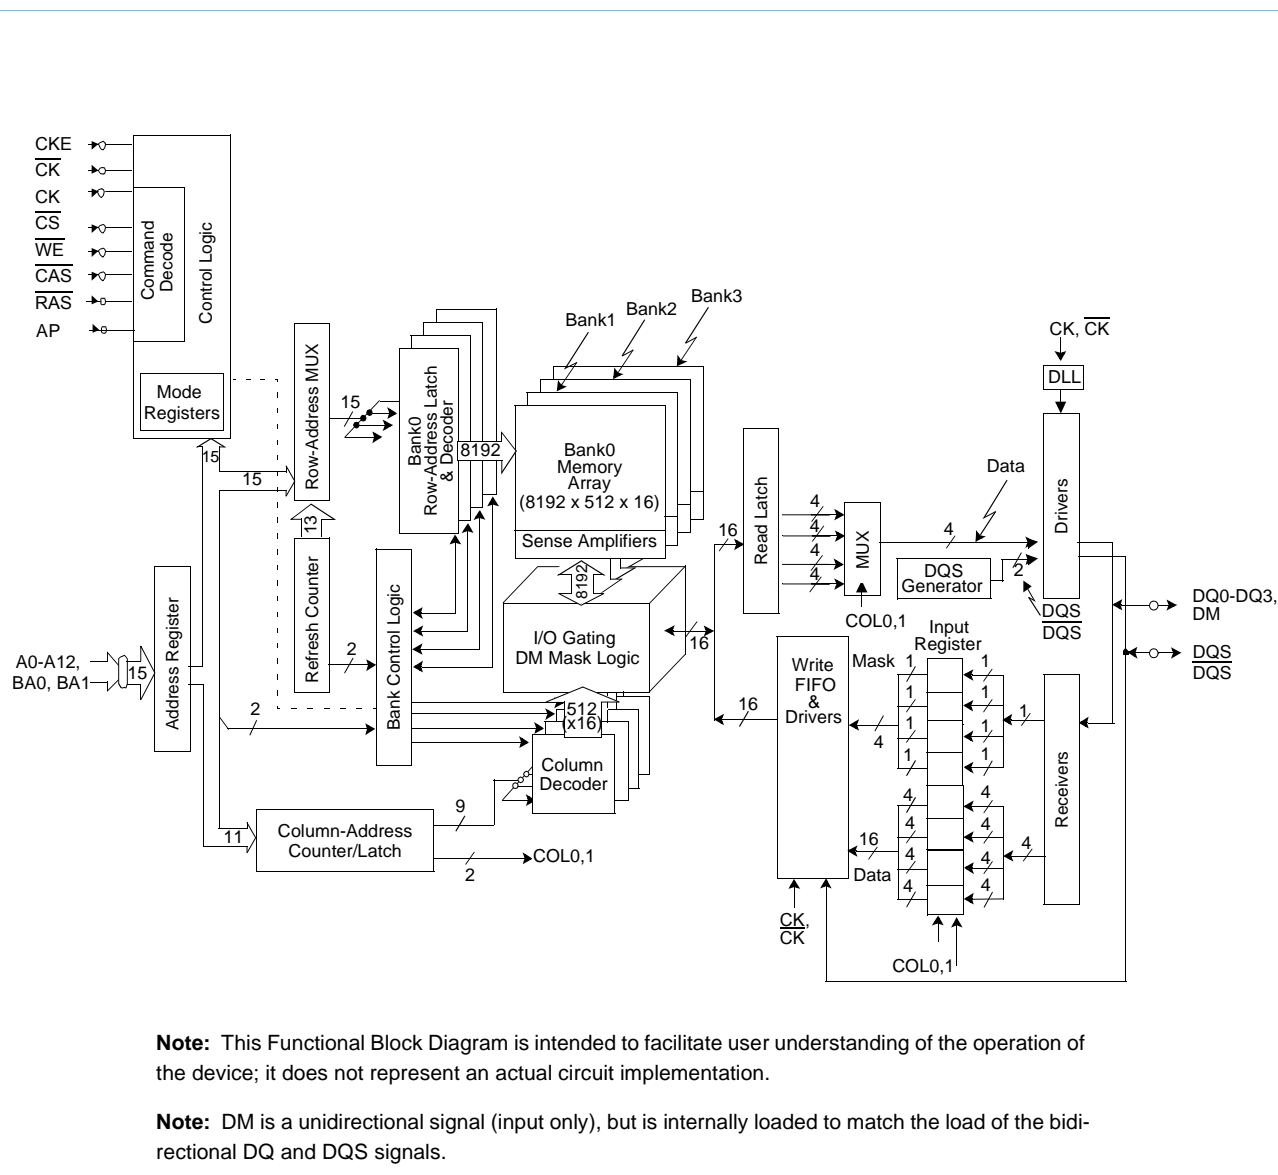 CKE
CK
CK
CS
WE
CAS
RAS
AP
Command
Decode
Control Logic
Mode
Registers
15
15
Row-Address MUX
13
Refresh Counter
15
Bank0
Row-Address Latch
& Decoder
8192
Bank1
Bank2
Bank3
Bank0
Memory
Array
(8192 x 512 x 16)
Sense Amplifiers
8192
I/O Gating
DM Mask Logic
16
512
(x16)
Column
Decoder
Bank Control Logic
2
2
A0-A12,
BA0, BA1
15
Address Register
11
Column-Address
Counter/Latch
9
2
COL0,1
16
Read Latch
4
4
4
4
MUX
COL0,1
4
Data
DQS
Generator
2
DQS
DQS
CK, CK
DLL
Drivers
DQ0-DQ3,
DM
DQS
DQS
16
Write
FIFO
&
Drivers
Mask
Input
Register
1
1
1
1
1
1
1
1
1
4
4
4
4
4
4
4
4
4
4
16
Data
Receivers
CK,
CK
COL0,1
Note: This Functional Block Diagram is intended to facilitate user understanding of the operation of
the device; it does not represent an actual circuit implementation.
Note: DM is a unidirectional signal (input only), but is internally loaded to match the load of the bidi-
rectional DQ and DQS signals.